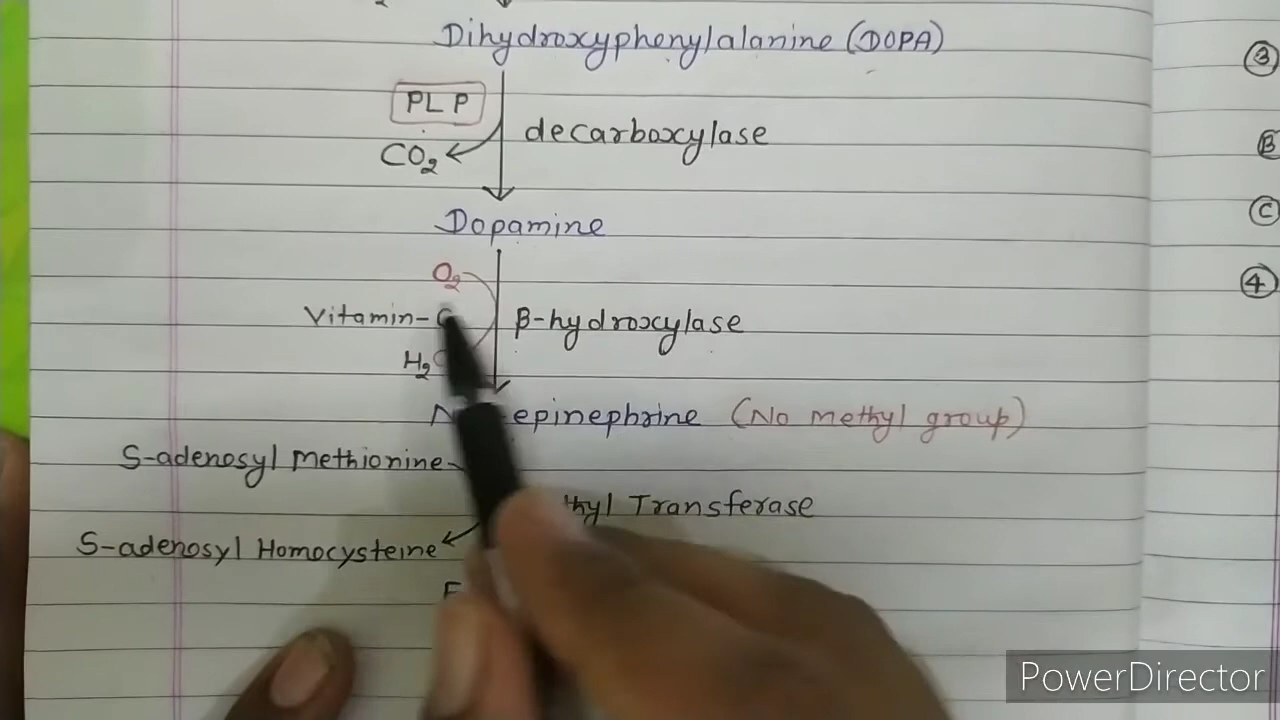 Dihydroxyphenylalanine (DOPA)
3
PLP
decarboxylase
CO2
B
Dopamine
C
O2
4
Vitamin-C
β-hydroxylase
H2
epinephrine (No methyl group)
S-adenosyl Methionine
Transferase
S-adenosyl Homocysteine
PowerDirector